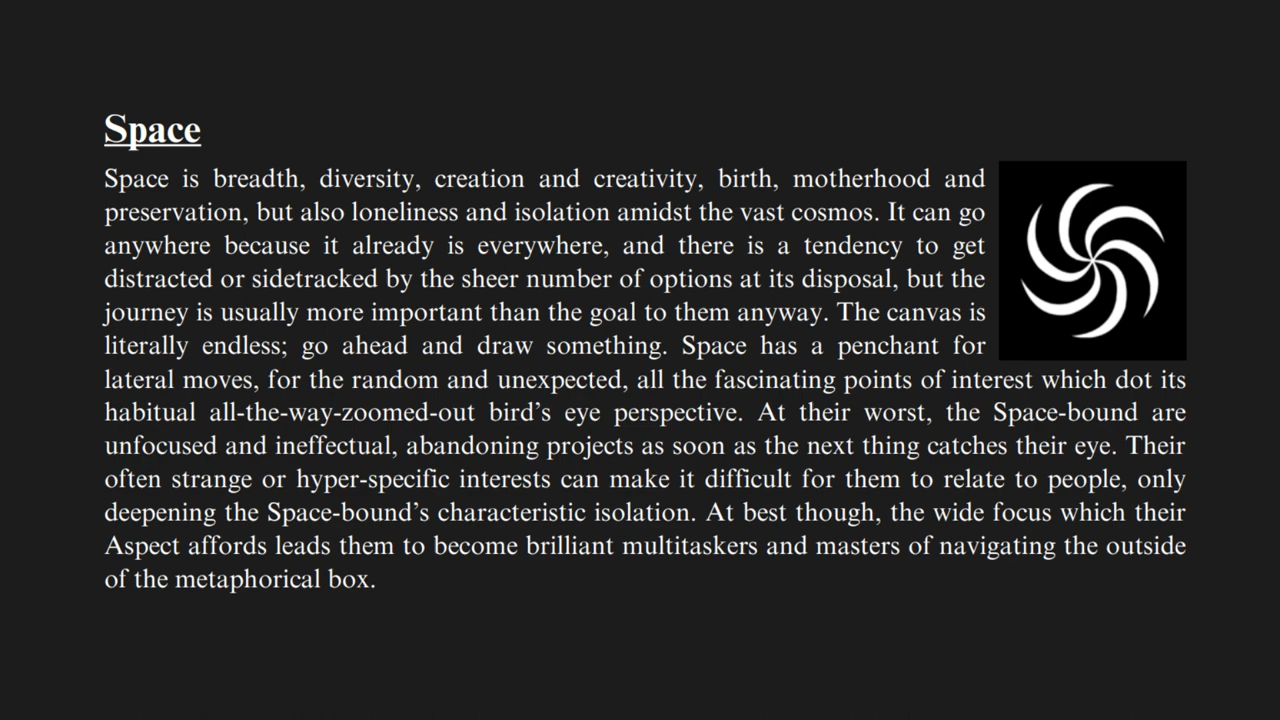 Space
Space is breadth, diversity, creation and creativity, birth, motherhood and
preservation, but also loneliness and isolation amidst the vast cosmos. It can go
anywhere because it already is everywhere, and there is a tendency to get
distracted or sidetracked by the sheer number of options at its disposal, but the
journey is usually more important than the goal to them anyway. The canvas is
literally endless; go ahead and draw something. Space has a penchant for
lateral moves, for the random and unexpected, all the fascinating points of interest which dot its
habitual all-the-way-zoomed-out bird’s eye perspective. At their worst, the Space-bound are
unfocused and ineffectual, abandoning projects as soon as the next thing catches their eye. Their
often strange or hyper-specific interests can make it difficult for them to relate to people, only
deepening the Space-bound’s characteristic isolation. At best though, the wide focus which their
Aspect affords leads them to become brilliant multitaskers and masters of navigating the outside
of the metaphorical box.